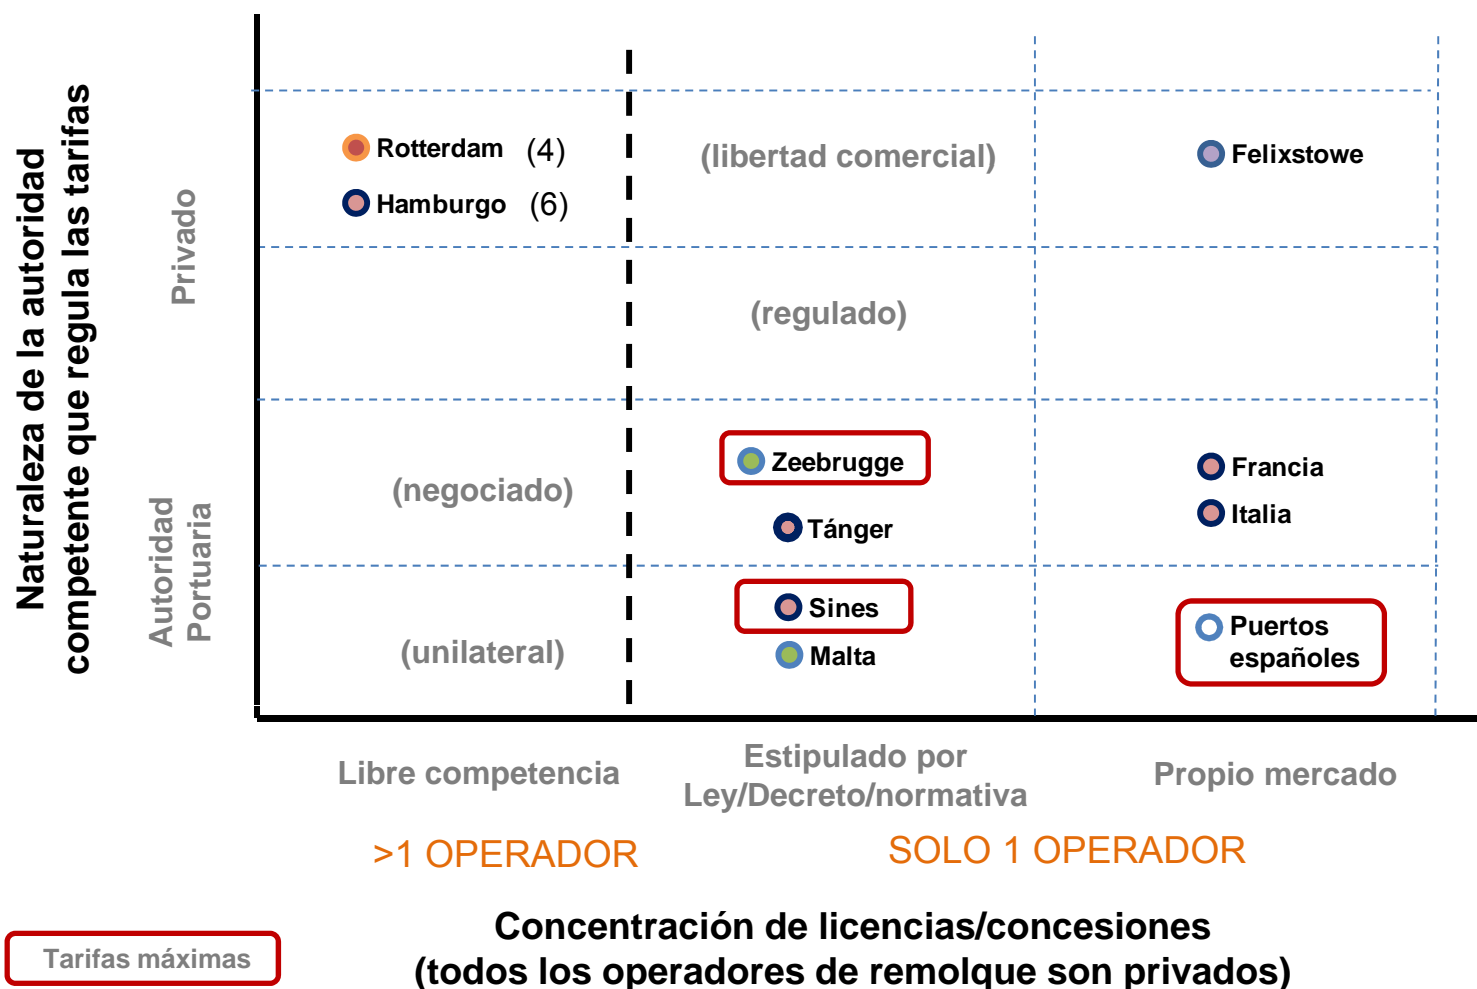 Naturaleza de la autoridad
competente que regula las tarifas
Privado
Autoridad
Portuaria
Rotterdam (4)
Hamburgo (6)
(libertad comercial)
Felixstowe
(regulado)
(negociado)
Zeebrugge
Tánger
Francia
Italia
(unilateral)
Sines
Malta
Puertos
españoles
Libre competencia
Estipulado por
Ley/Decreto/normativa
Propio mercado
>1 OPERADOR
SOLO 1 OPERADOR
Concentración de licencias/concesiones
(todos los operadores de remolque son privados)
Tarifas máximas